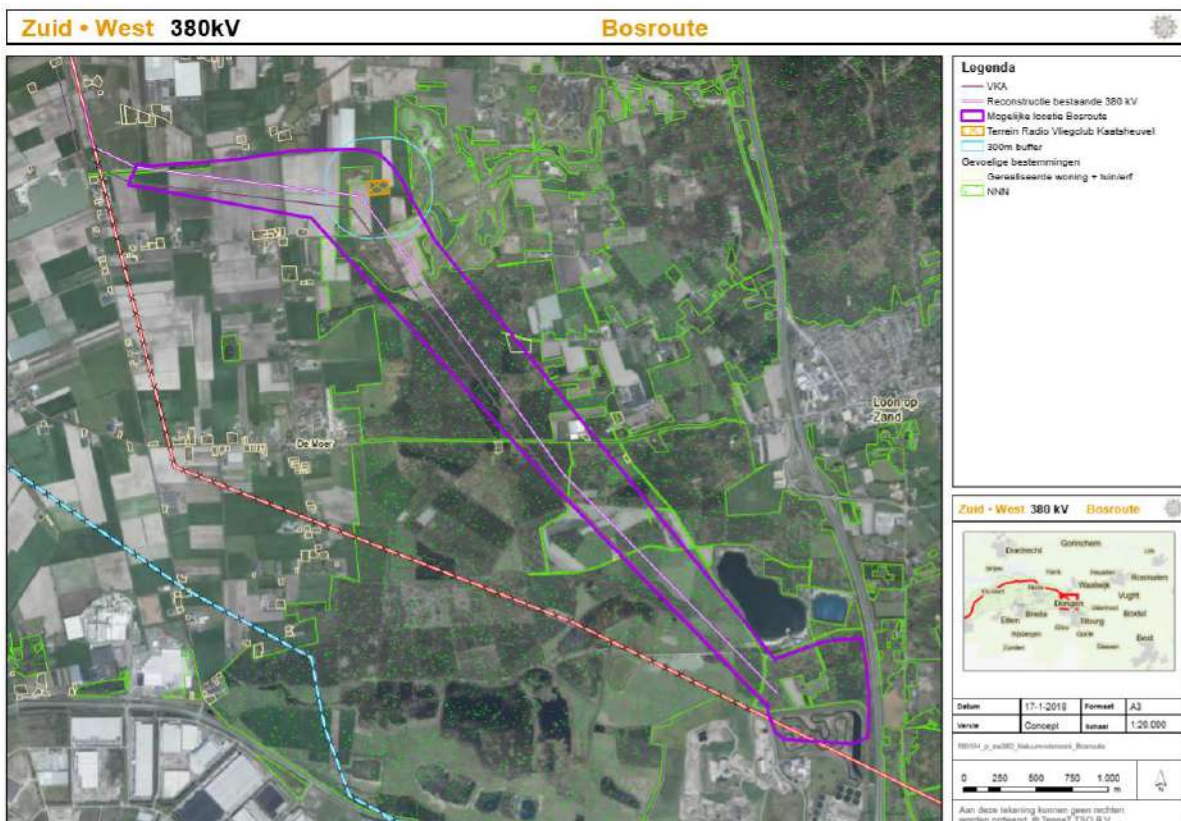 Zuid • West 380kV
Bosroute
Legenda
VKA
Reconstructie bestaande 380 kV
Mogelijke locatie Bosroute
Terrein Radio Vliegclub Kaatsheuvel
300m buffer
Gevoelige bestemmingen
Gerealiseerde woning + tuin/erf
NNN
De Moer
Loon op
Zand
Zuid • West 380 kV Bosroute
Gorinchem
Dordrecht
Waalwijk
Rosmalen
Vught
Dongen
Breda
Boxtel
Etten
Tilburg
Best
Datum 17-1-2018 Formaat A3
Versie Concept Schaal 1:20.000
0 250 500 750 1.000
m
Aan deze tekening kunnen geen rechten